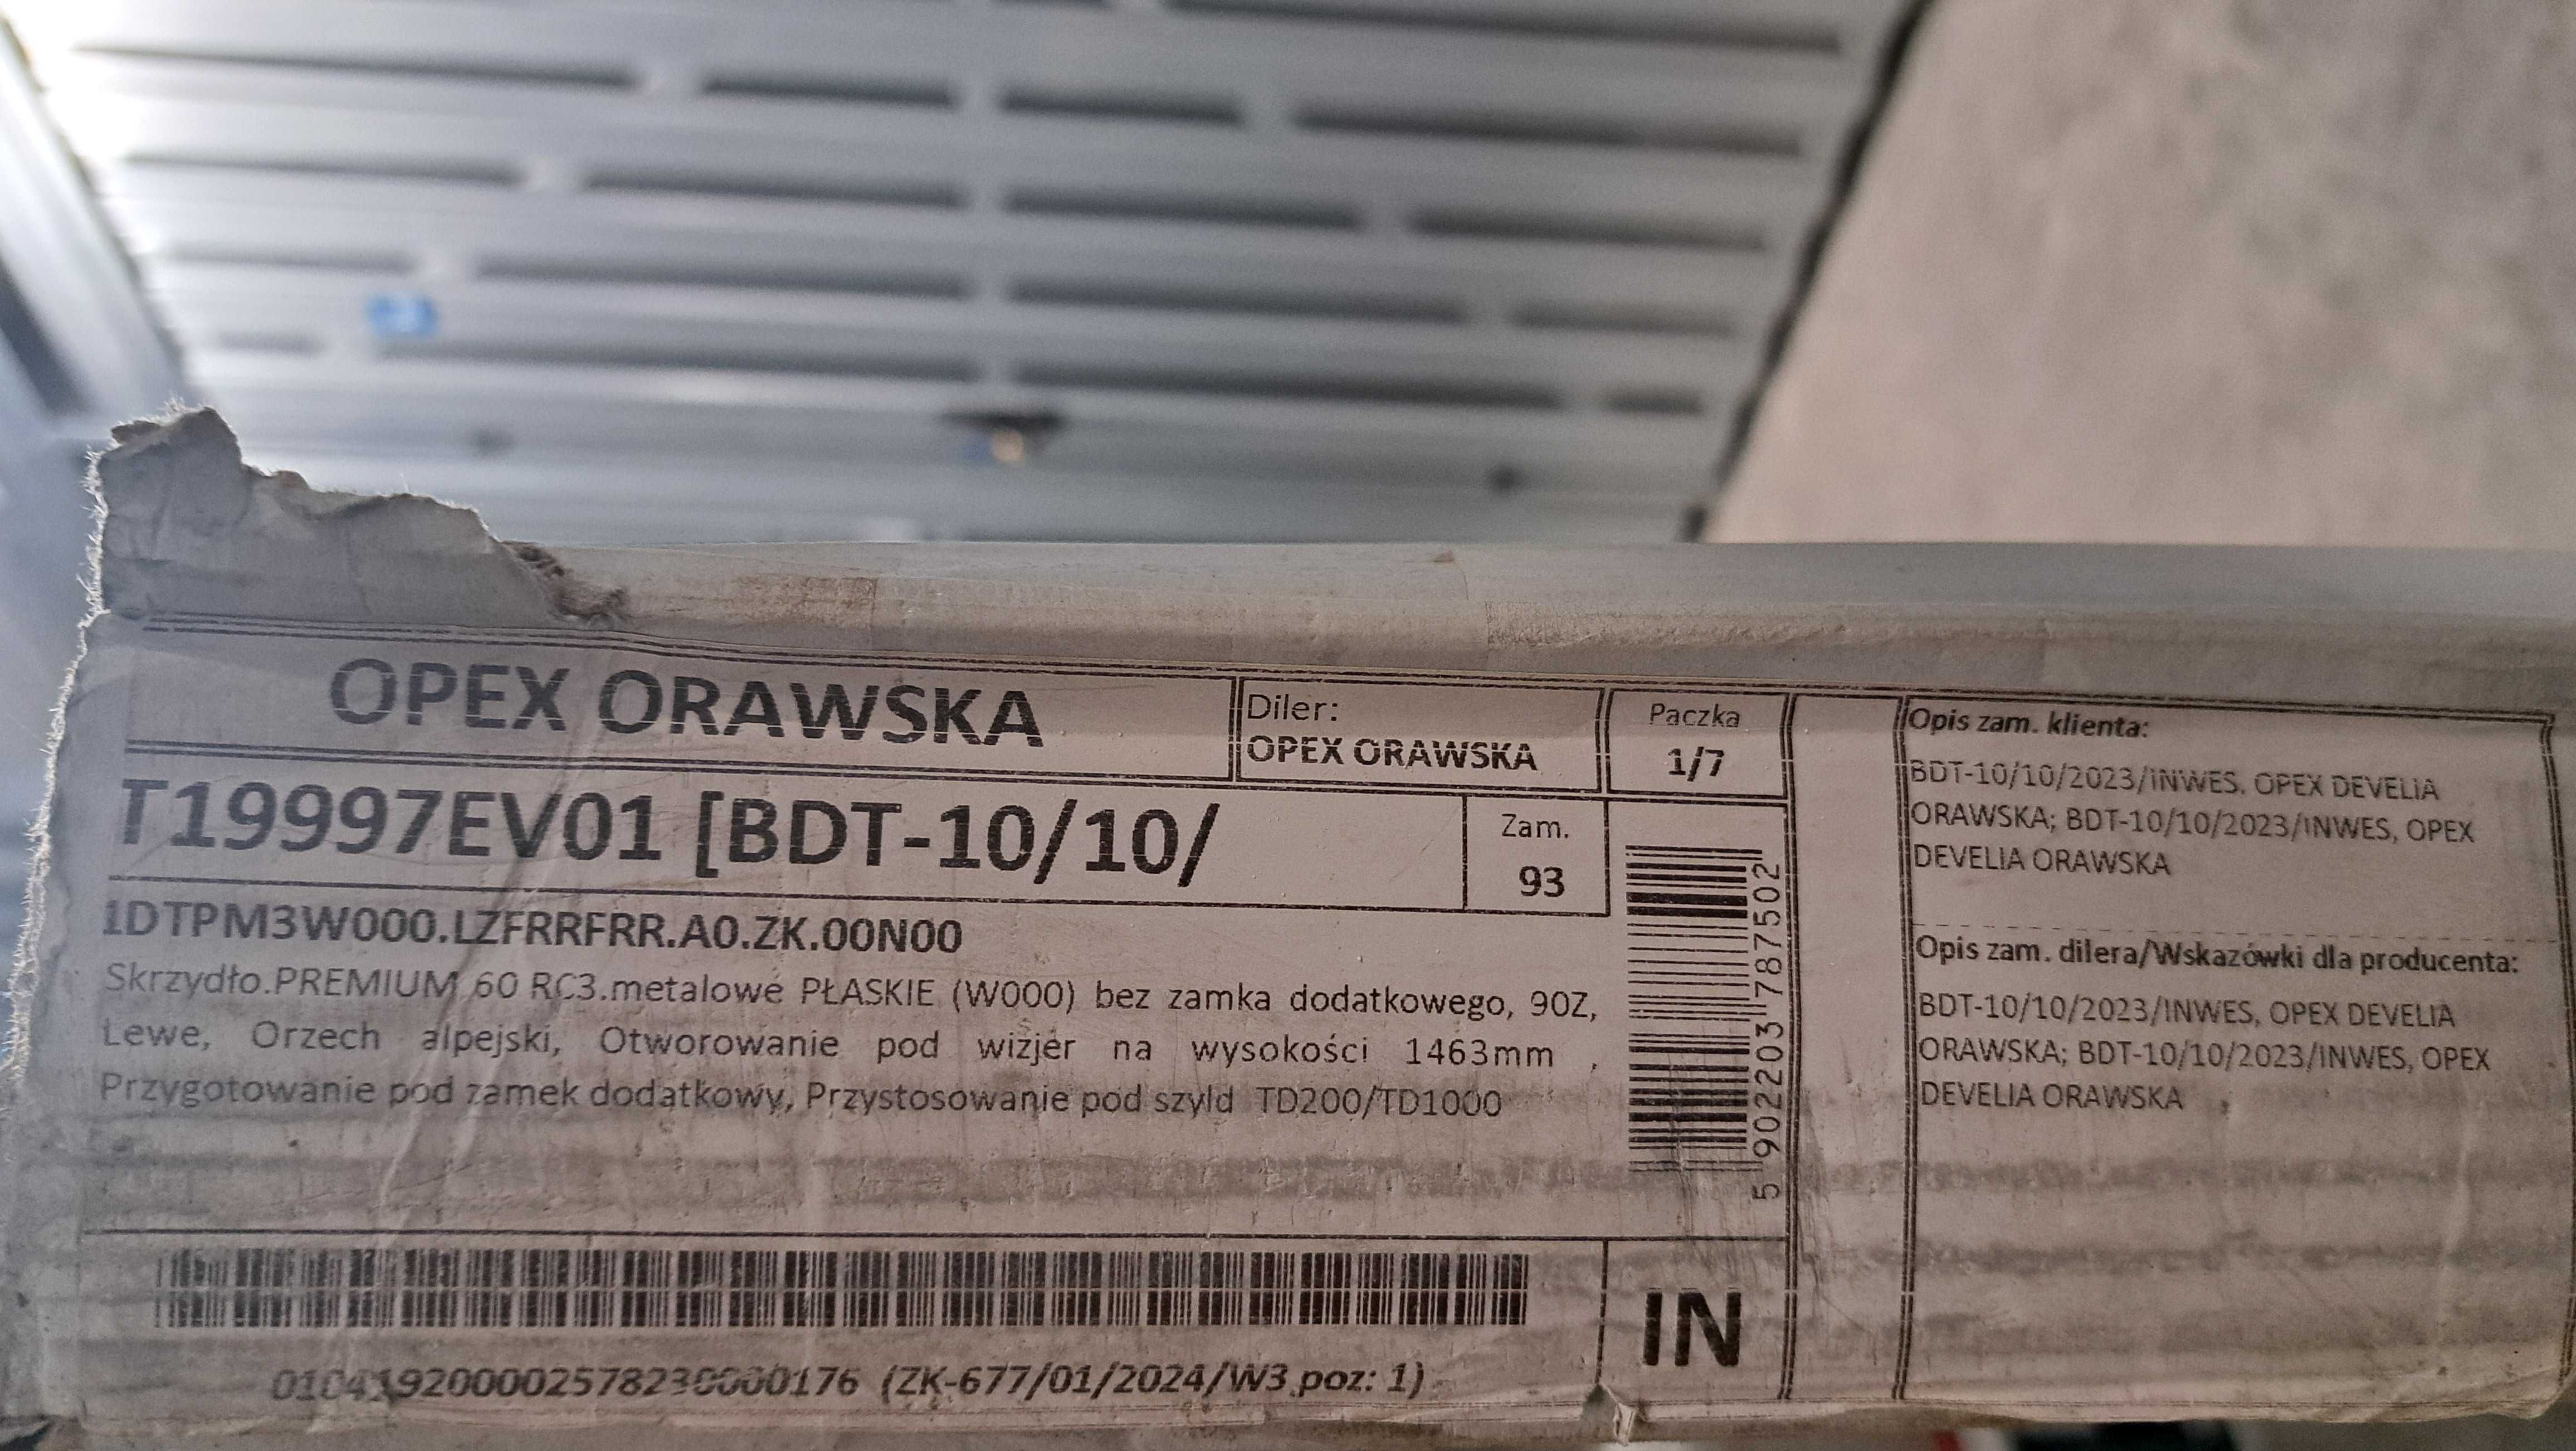 OPEX ORAWSKA
Diler:
OPEX ORAWSKA
Paczka
1/7
T19997EV01 [BDT-10/10/
Zam.
93
1DTPM3W000.LZFRRFRR.A0.ZK.00N00
Skrzydło.PREMIUM 60 RC3.metalowe PŁASKIE (W000) bez zamka dodatkowego, 90Z,
Lewe, Orzech alpejski, Otworowanie pod wizjer na wysokości 1463mm ,
Przygotowanie pod zamek dodatkowy, Przystosowanie pod szyld TD200/TD1000
5 902203 787502
(ZK-677/01/2024/W3 poz: 1)
IN
Opis zam. klienta:
BDT-10/10/2023/INWES, OPEX DEVELIA
ORAWSKA; BDT-10/10/2023/INWES, OPEX
DEVELIA ORAWSKA
Opis zam. dilera/Wskazówki dla producenta:
BDT-10/10/2023/INWES, OPEX DEVELIA
ORAWSKA; BDT-10/10/2023/INWES, OPEX
DEVELIA ORAWSKA